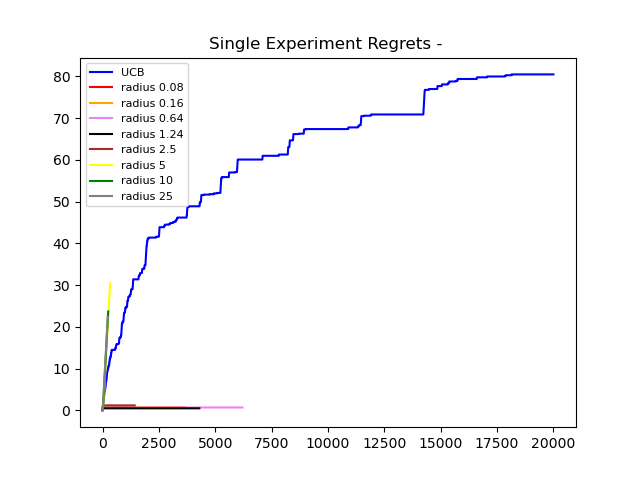 Single Experiment Regrets -
UCB
radius 0.08
radius 0.16
radius 0.64
radius 1.24
radius 2.5
radius 5
radius 10
radius 25
80
70
60
50
40
30
20
10
0
0 2500 5000 7500 10000 12500 15000 17500 20000